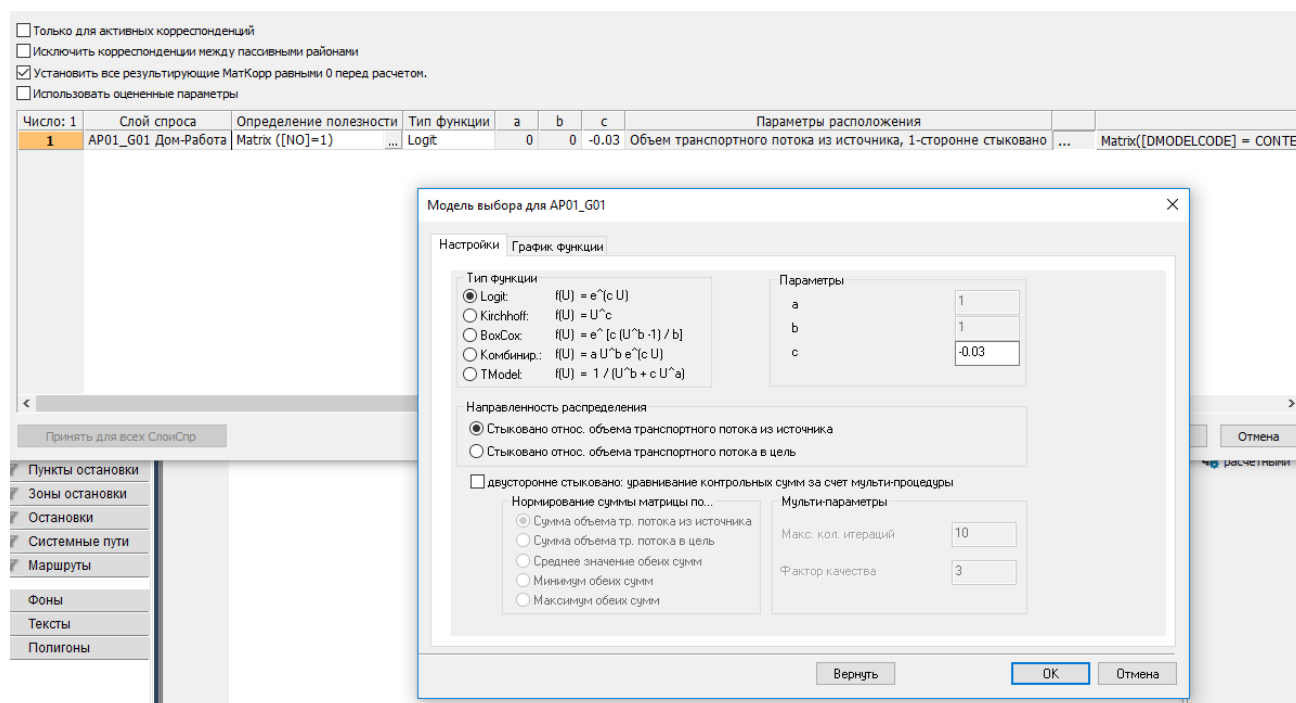 Только для активных корреспонденций
Исключить корреспонденции между пассивными районами
Установить все результирующие МатКорр равными 0 перед расчетом.
Использовать оцененные параметры
Число: 1 Слой спроса Определение полезности Тип функции a b c Параметры расположения
1 AP01_G01 Дом-Работа Matrix ([NO]=1) ... Logit 0 0 -0.03 Объем транспортного потока из источника, 1-сторонне стыковано ... Matrix([DMODELCODE] = CONTE
Модель выбора для AP01_G01
Настройки График функции
Тип функции Параметры
Logit: f(U) = e^(c U) a 1
Kirchhoff: f(U) = U^c
BoxCox: f(U) = e^ [c (U^b -1) / b] b 1
Комбинир.: f(U) = a U^b e^(c U) c -0.03
TModel: f(U) = 1 / (U^b + c U^a)
Направленность распределения
Стыковано относ. объема транспортного потока из источника
Стыковано относ. объема транспортного потока в цель
двусторонне стыковано: уравнивание контрольных сумм за счет мульти-процедуры
Нормирование суммы матрицы по... Мульти-параметры
Сумма объема тр. потока из источника
Сумма объема тр. потока в цель Макс. кол. итераций 10
Среднее значение обеих сумм
Минимум обеих сумм Фактор качества 3
Максимум обеих сумм
Вернуть OK Отмена
Принять для всех СлоиСпр Отмена
Пункты остановки расчетными
Зоны остановки
Остановки
Системные пути
Маршруты
Фоны
Тексты
Полигоны